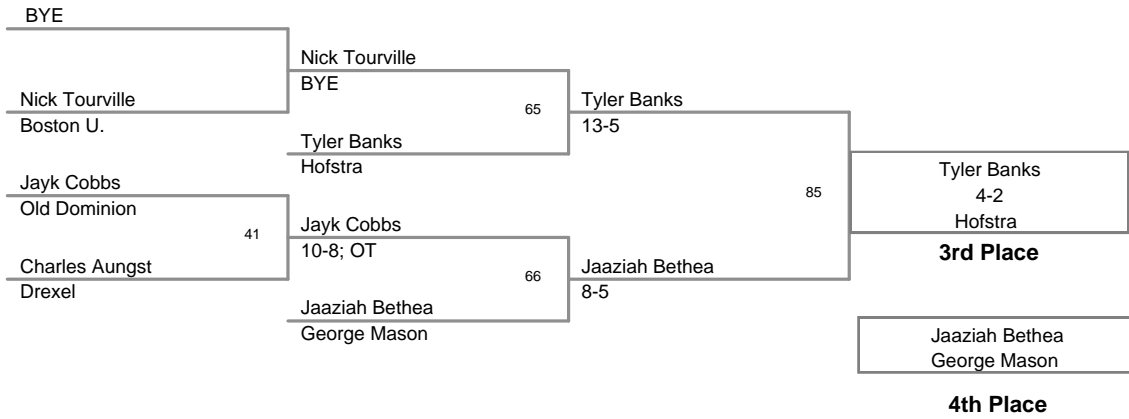 BYE
Nick Tourville
Boston U.
Jayk Cobbs
Old Dominion
41
Charles Aungst
Drexel
Nick Tourville
BYE
65
Tyler Banks
Hofstra
Jayk Cobbs
10-8; OT
66
Jaaziah Bethea
George Mason
Tyler Banks
13-5
85
Jaaziah Bethea
8-5
Tyler Banks
4-2
Hofstra
3rd Place
Jaaziah Bethea
George Mason
4th Place